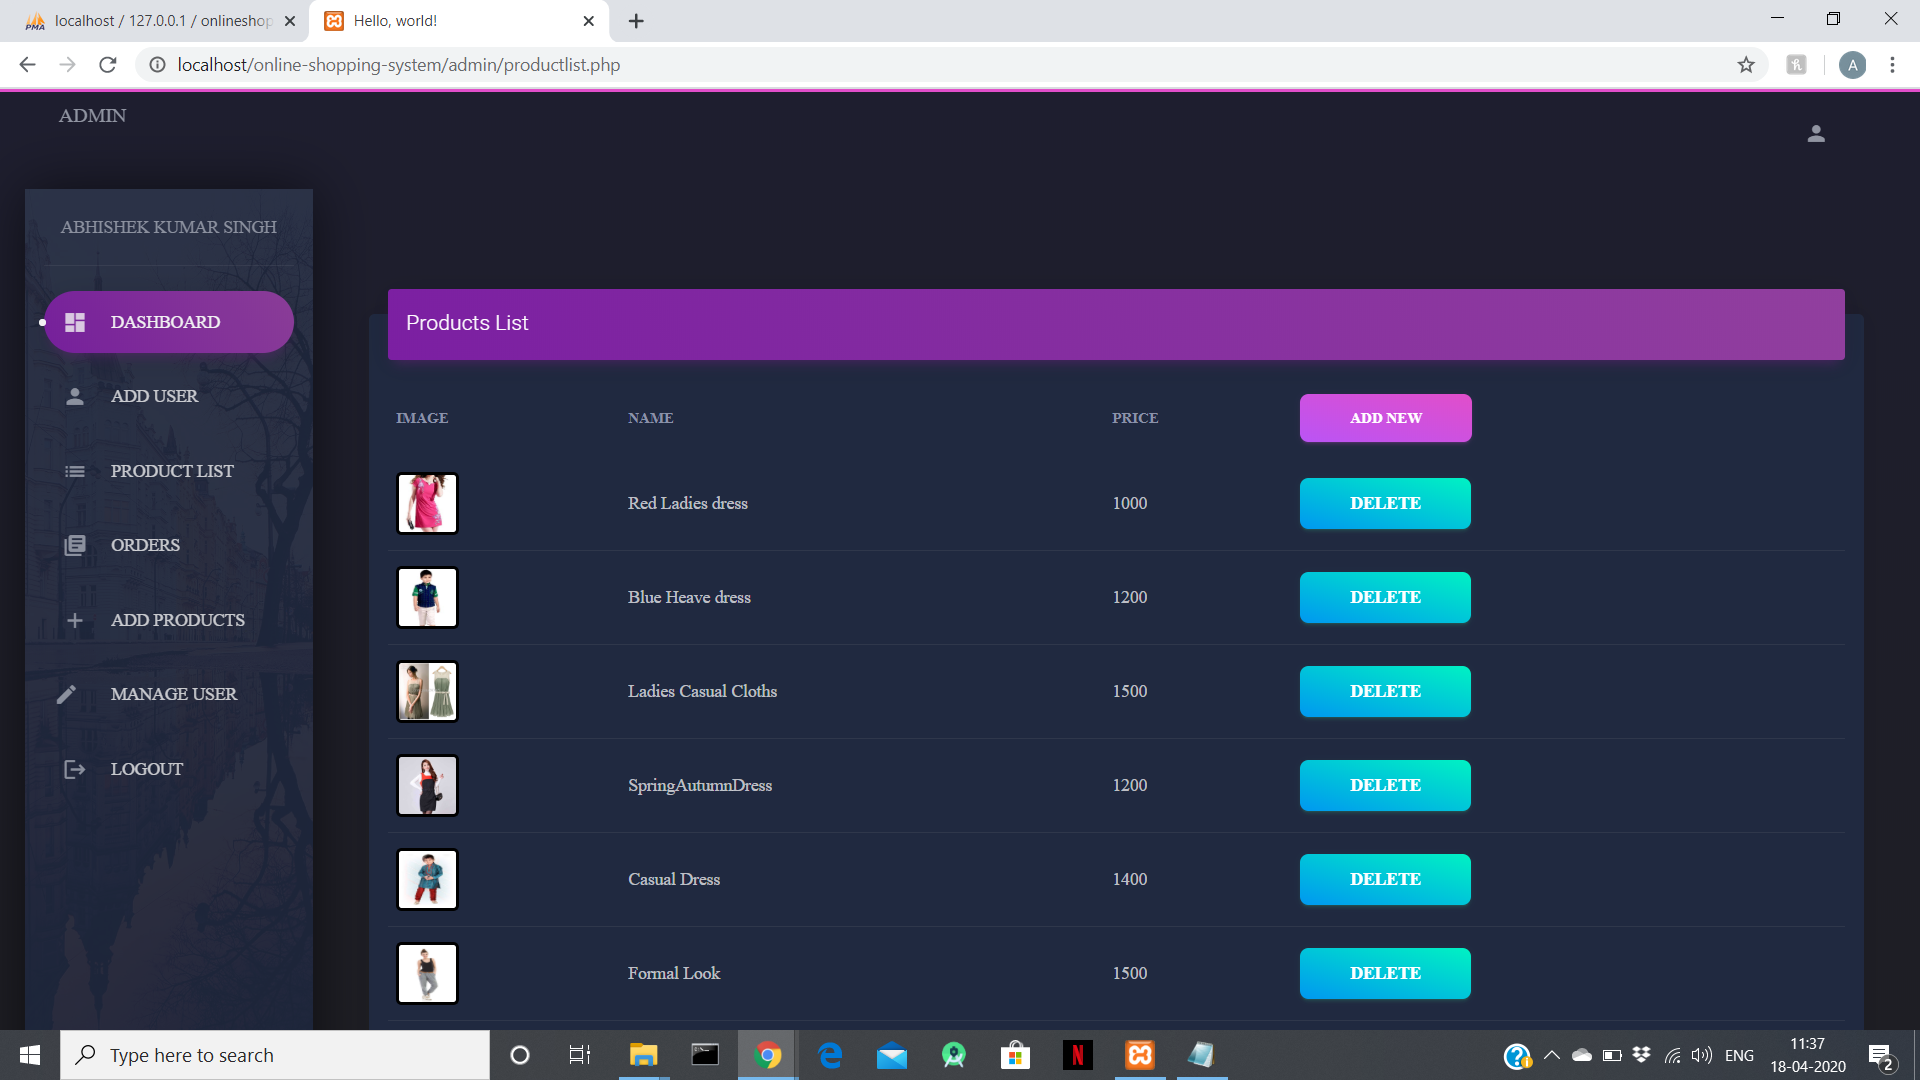 localhost / 127.0.0.1 / onlineshop
Hello, world!
localhost/online-shopping-system/admin/productlist.php
A
ADMIN
ABHISHEK KUMAR SINGH
DASHBOARD
ADD USER
PRODUCT LIST
ORDERS
ADD PRODUCTS
MANAGE USER
LOGOUT
Products List
IMAGE NAME PRICE ADD NEW
Red Ladies dress 1000 DELETE
Blue Heave dress 1200 DELETE
Ladies Casual Cloths 1500 DELETE
SpringAutumnDress 1200 DELETE
Casual Dress 1400 DELETE
Formal Look 1500 DELETE
Type here to search
ENG
11:37
18-04-2020
2